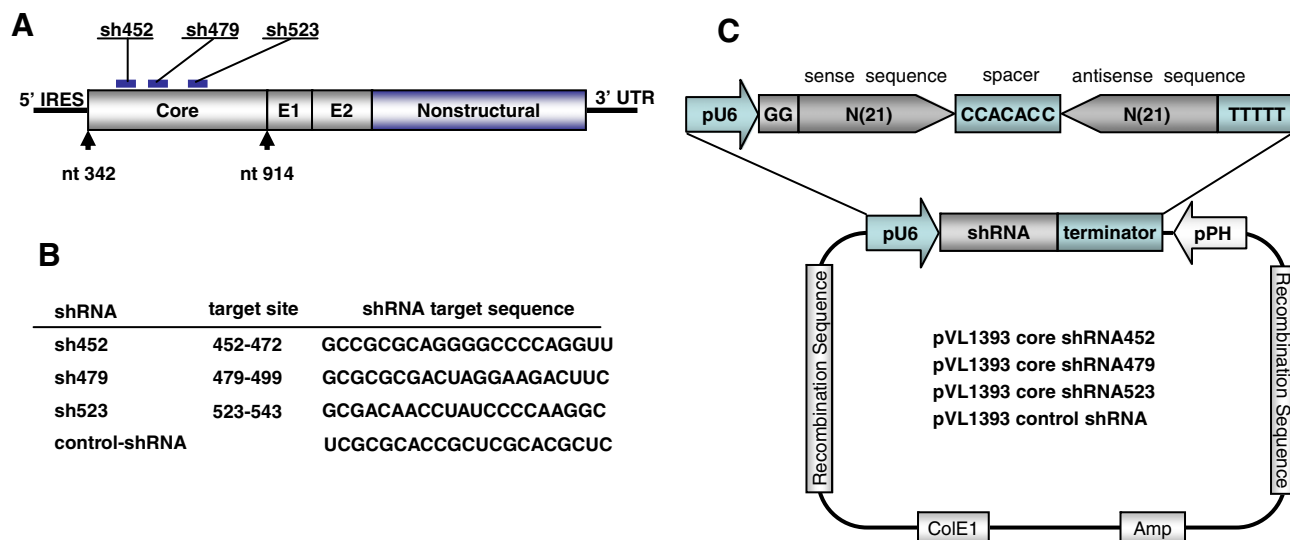 A
sh452 sh479 sh523
5' IRES Core E1 E2 Nonstructural 3' UTR
nt 342 nt 914
B
shRNA target site shRNA target sequence
sh452 452-472 GCCGCGCAGGGGCCCCAGGUU
sh479 479-499 GCGCGCGACUAGGAAGACUUC
sh523 523-543 GCGACAACCUAUCCCCAAGGC
control-shRNA UCGCGCACCGCUCGCACGCUC
C
sense sequence spacer antisense sequence
pU6 GG N(21) CCACACC N(21) TTTTT
pU6 shRNA terminator pPH
Recombination Sequence
Recombination Sequence
pVL1393 core shRNA452
pVL1393 core shRNA479
pVL1393 core shRNA523
pVL1393 control shRNA
ColE1 Amp